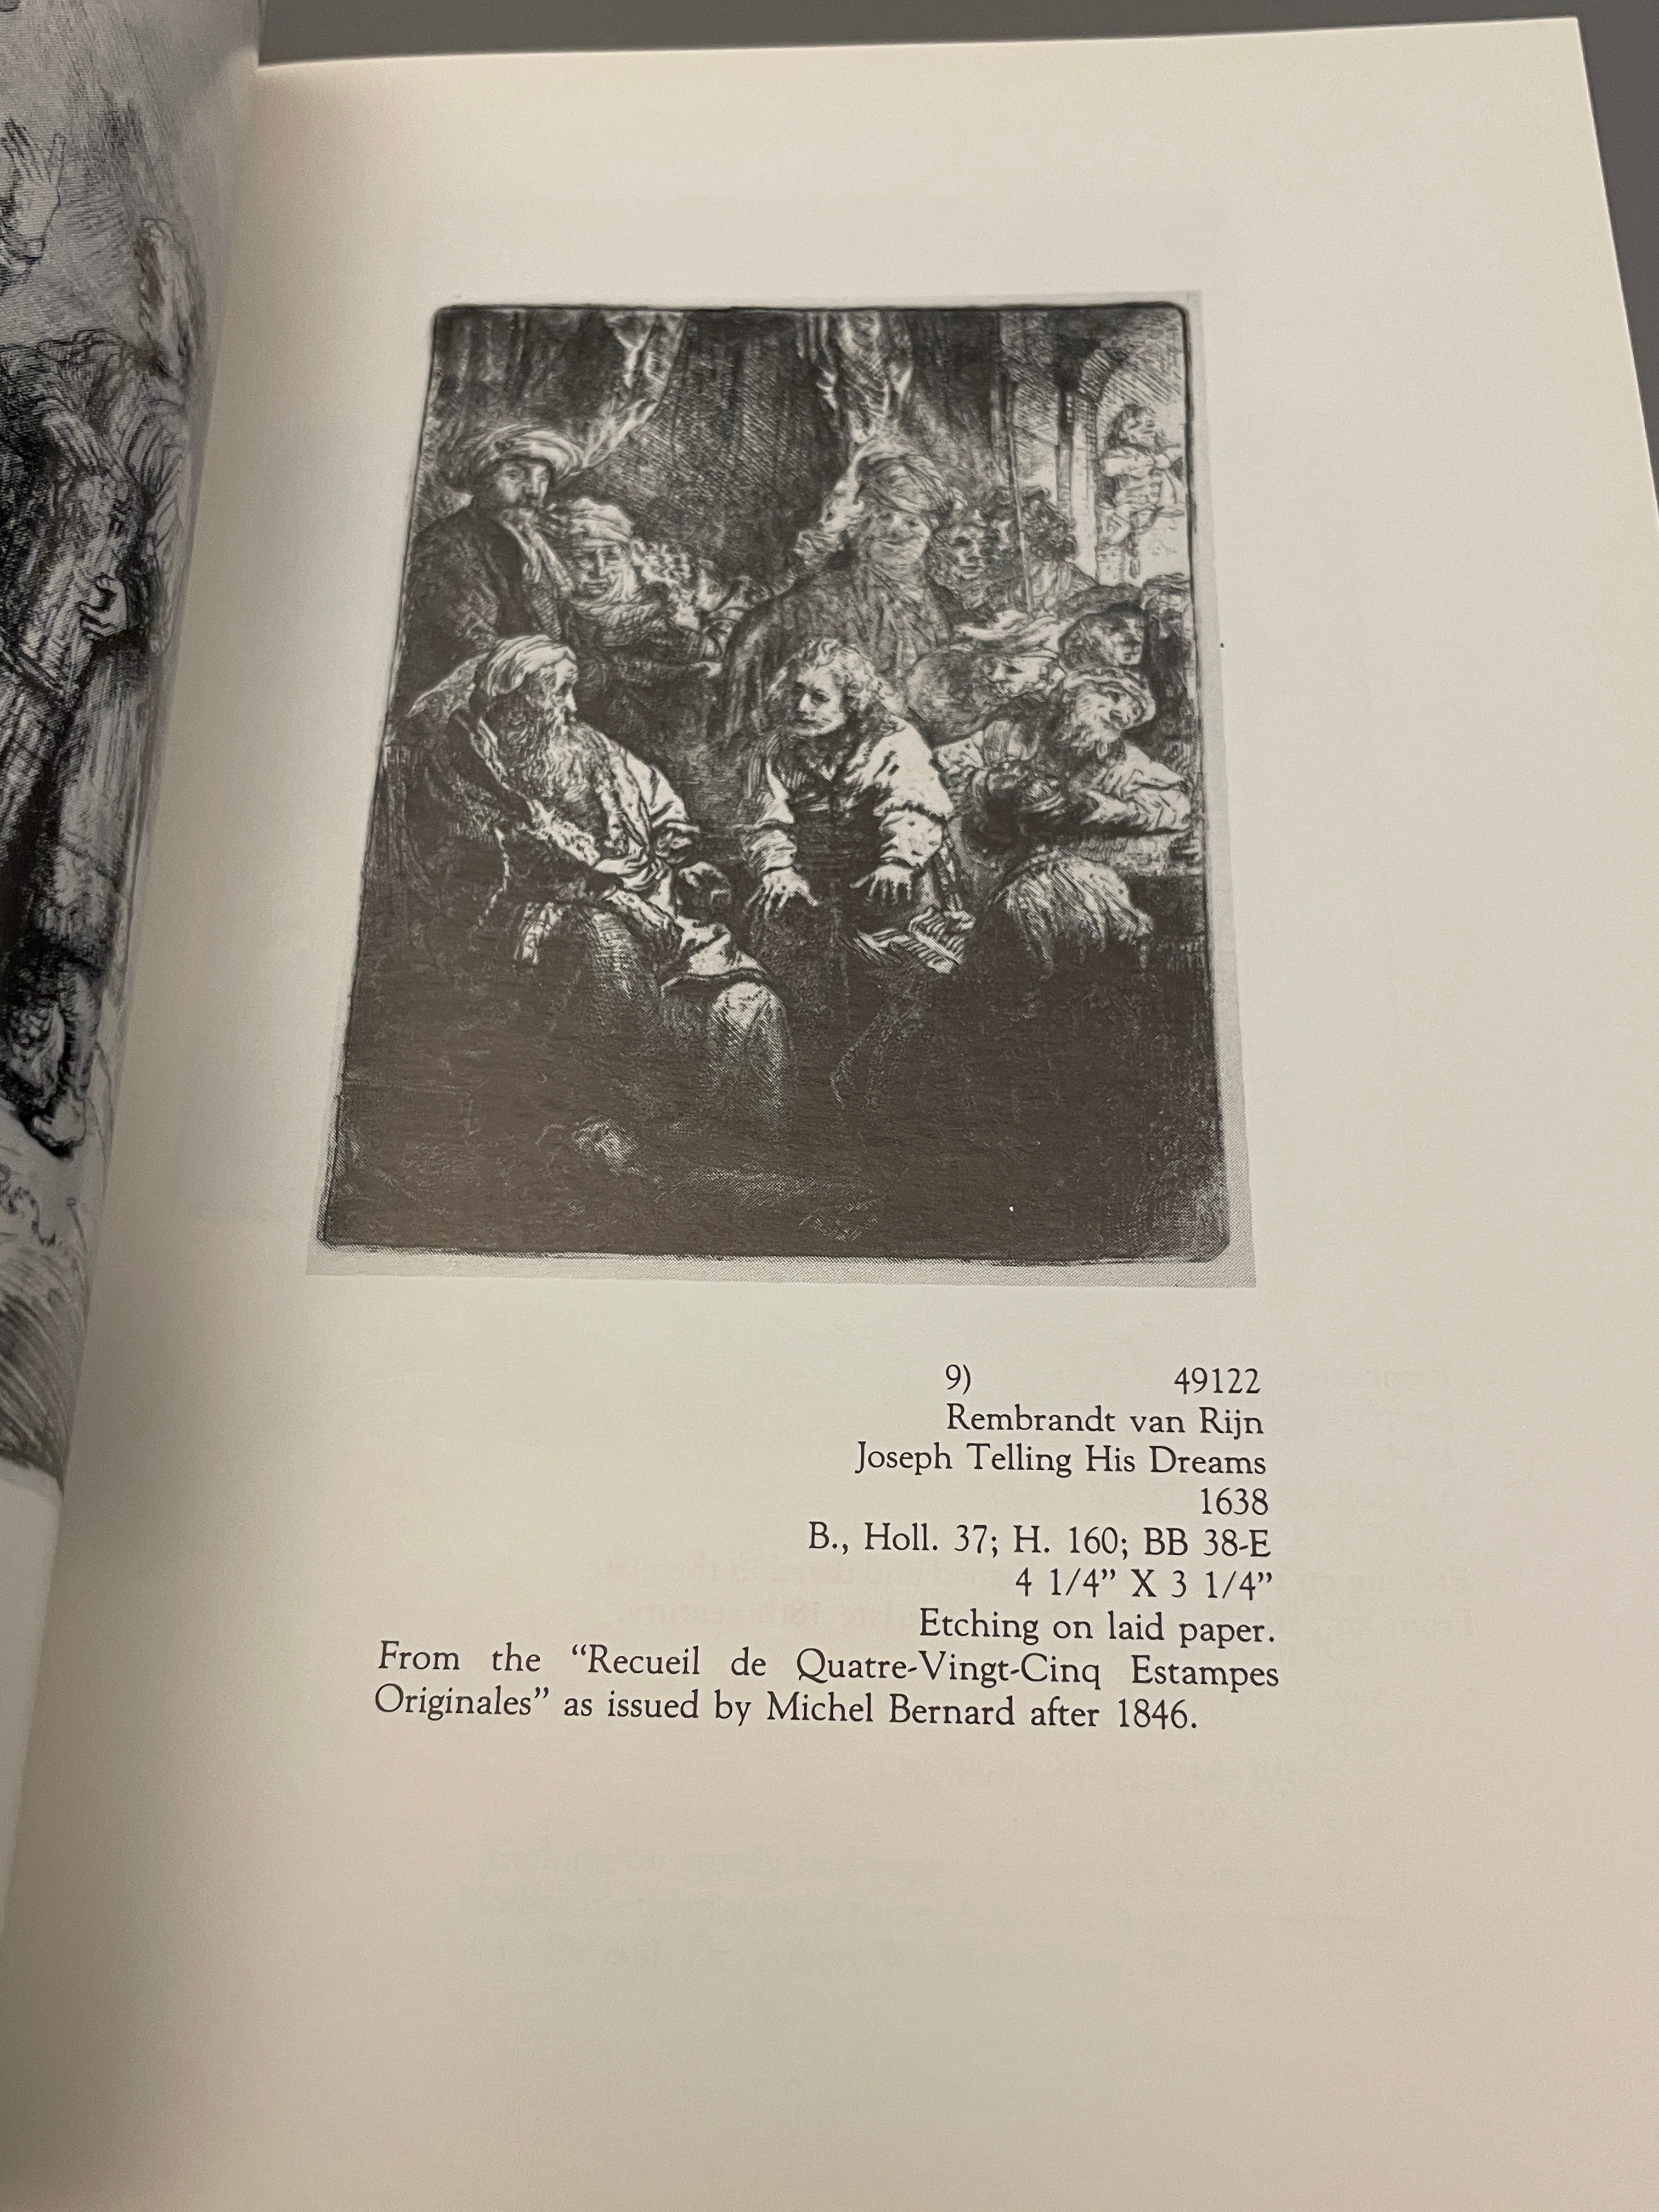 9) 49122
Rembrandt van Rijn
Joseph Telling His Dreams
1638
B., Holl. 37; H. 160; BB 38-E
4 1/4” X 3 1/4”
Etching on laid paper.
From the “Recueil de Quatre-Vingt-Cinq Estampes
Originales” as issued by Michel Bernard after 1846.